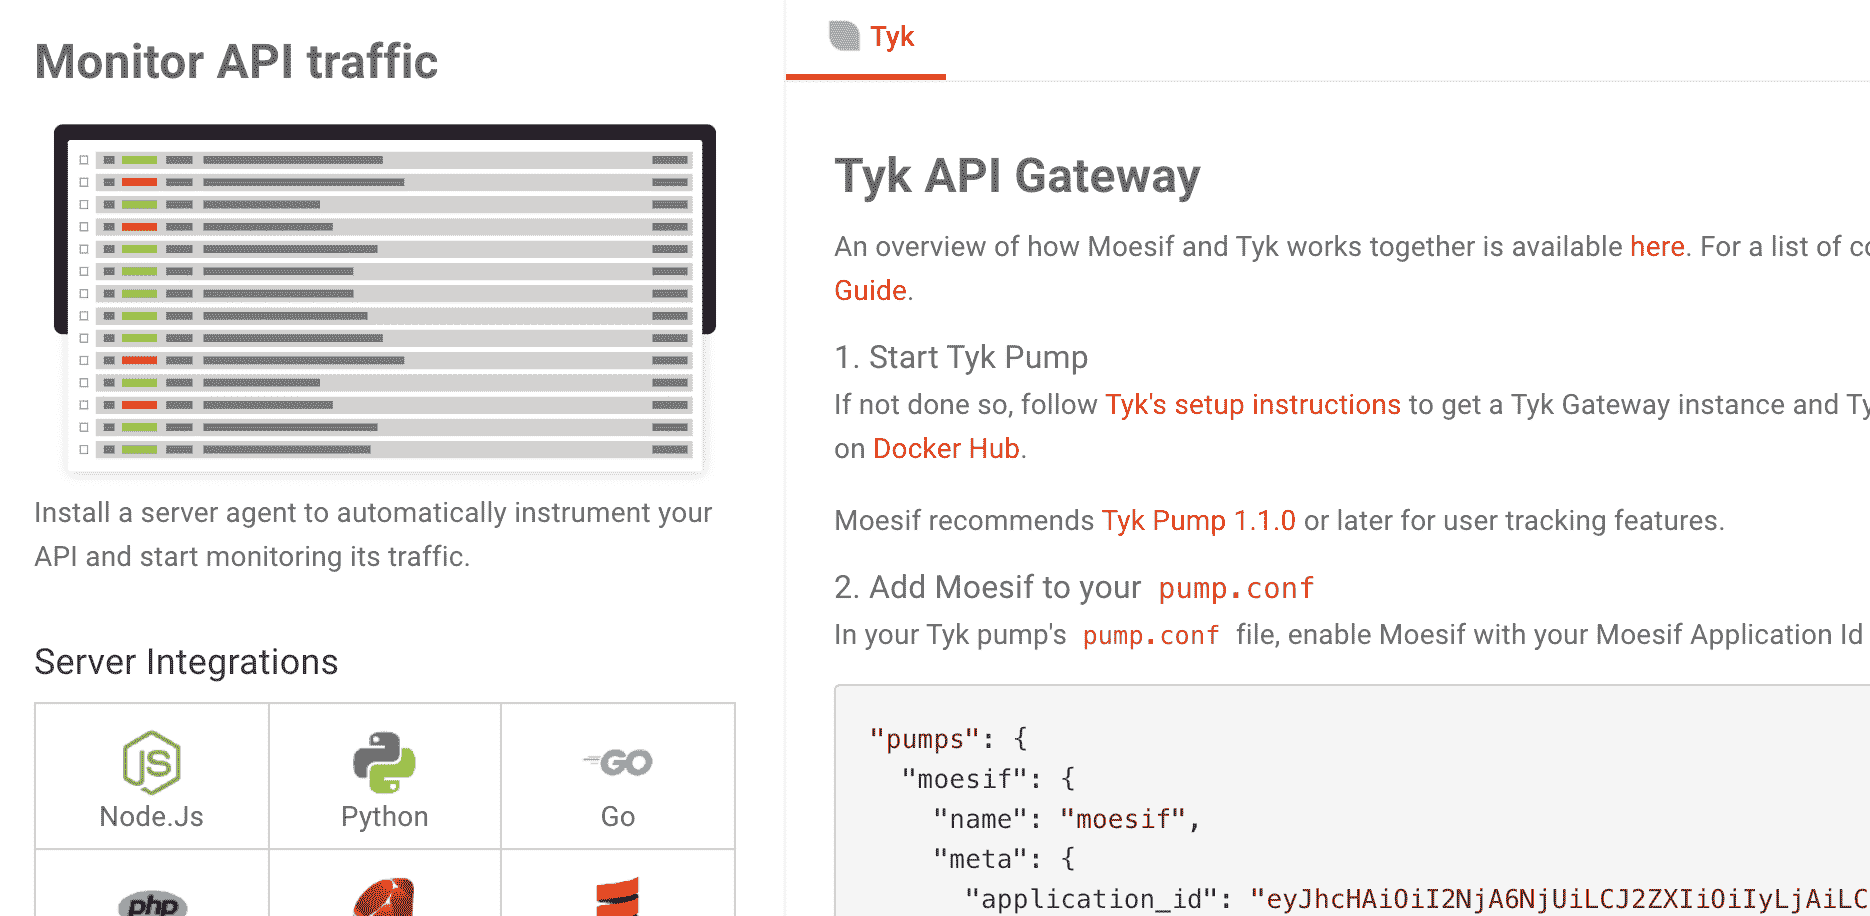 Monitor API traffic
Install a server agent to automatically instrument your
API and start monitoring its traffic.
Server Integrations
JS
Node.Js
Python
GO
Go
php
Tyk
Tyk API Gateway
An overview of how Moesif and Tyk works together is available here. For a list of
Guide.
1. Start Tyk Pump
If not done so, follow Tyk's setup instructions to get a Tyk Gateway instance and
on Docker Hub.
Moesif recommends Tyk Pump 1.1.0 or later for user tracking features.
2. Add Moesif to your pump.conf
In your Tyk pump's pump.conf file, enable Moesif with your Moesif Application Id
"pumps": {
"moesif": {
"name": "moesif",
"meta": {
"application_id": "eyJhcHAiOiI2NjA6NjUiLCJ2ZXIiOiIyLjAiLC